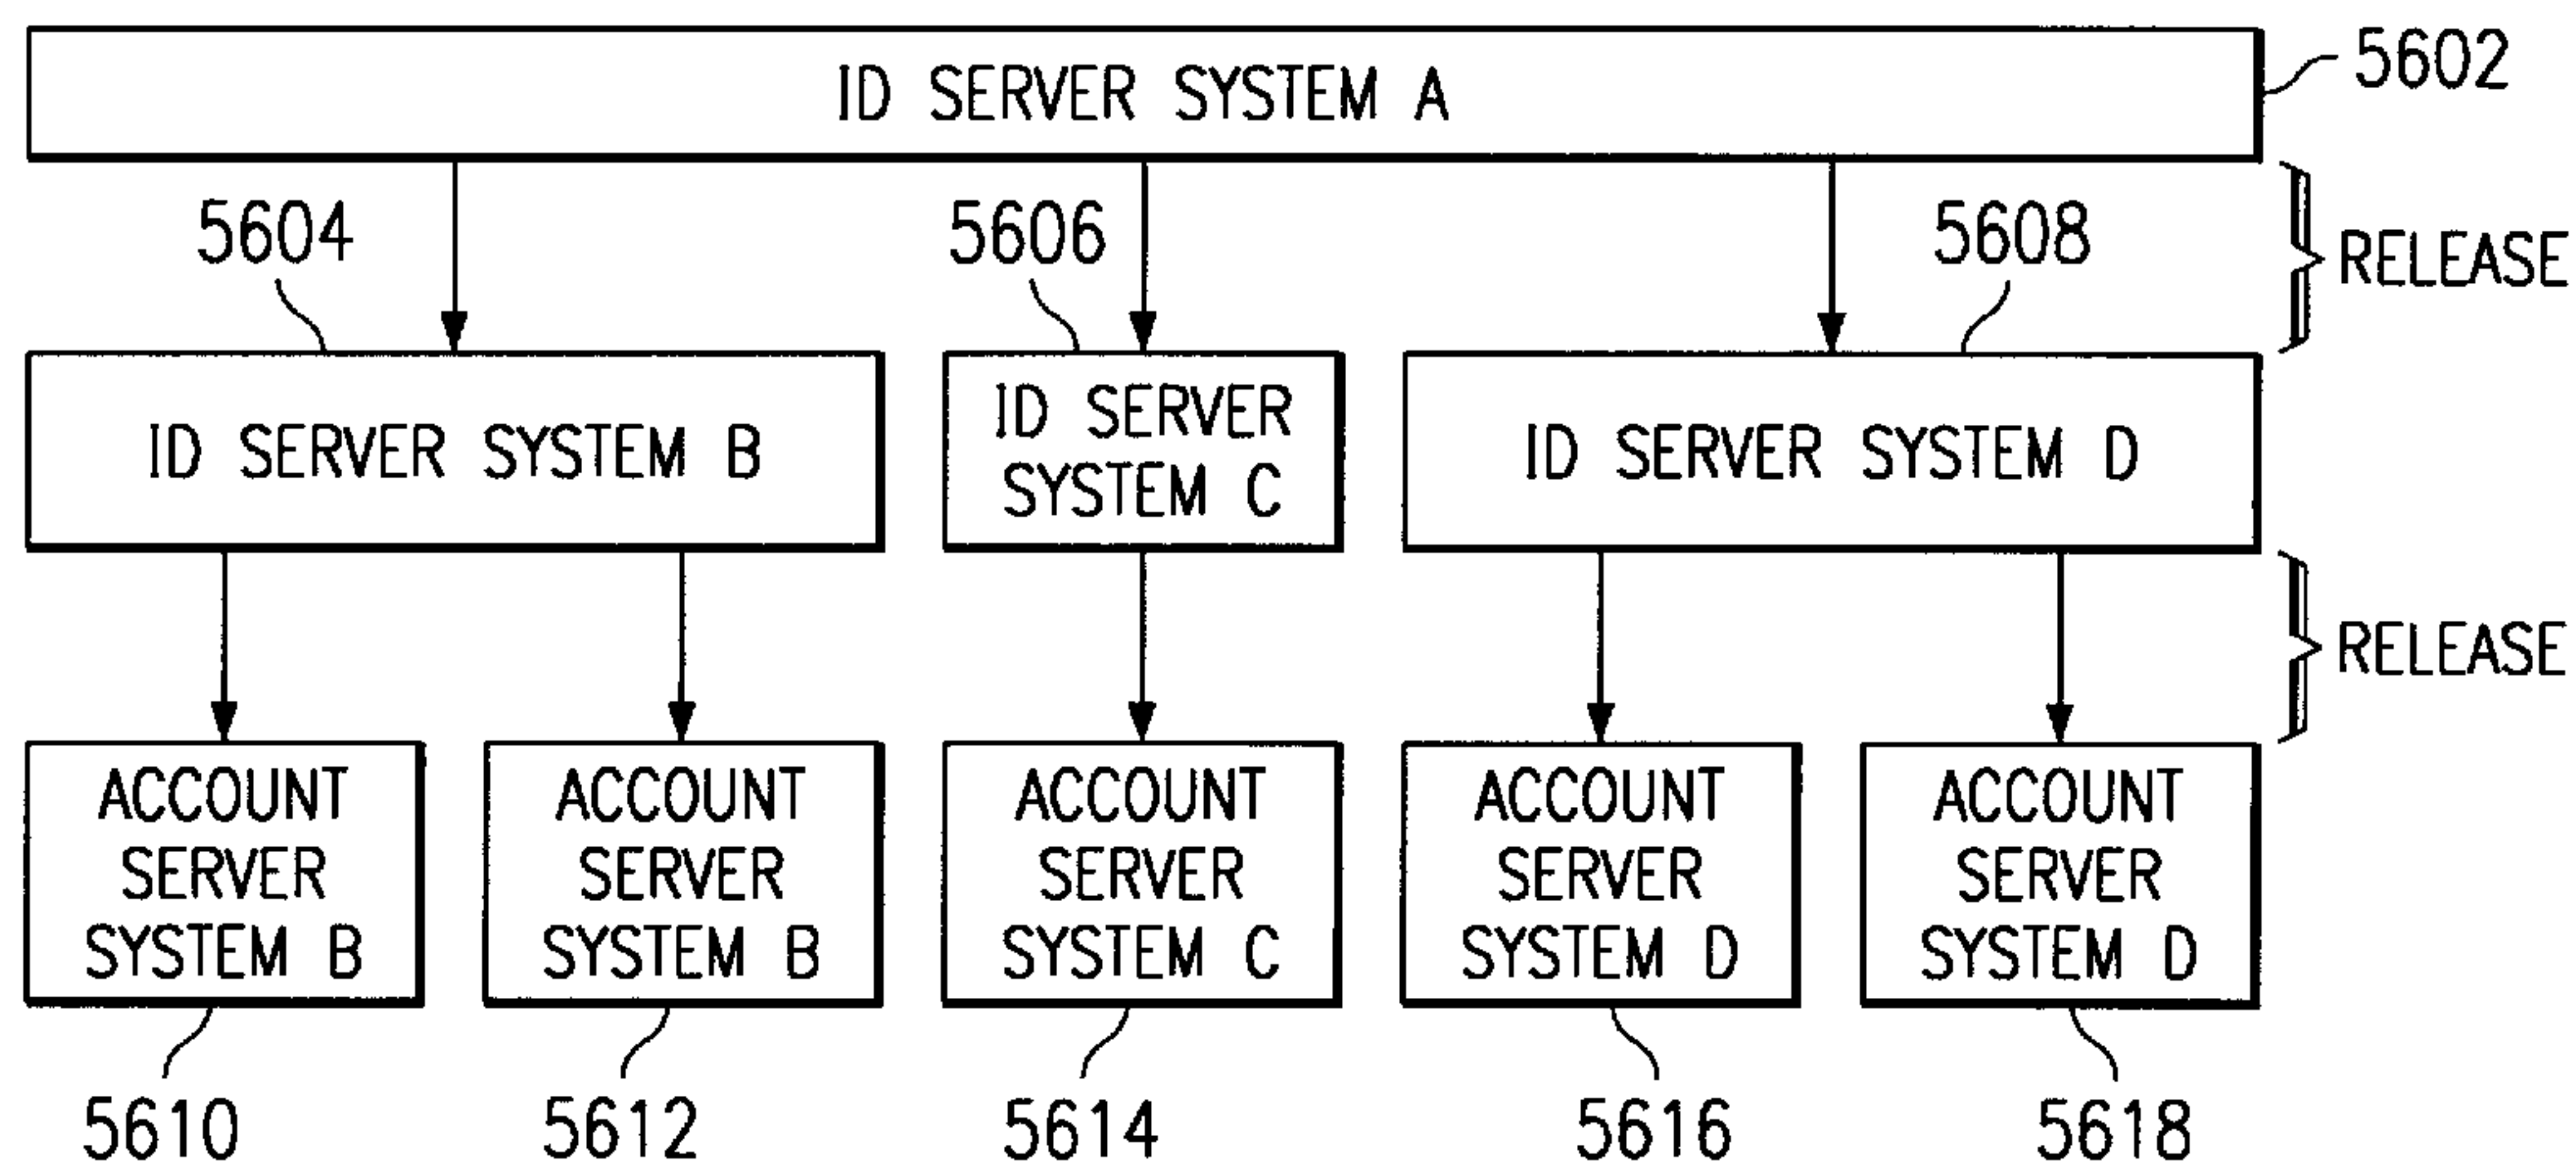 ID SERVER SYSTEM A
5602
5604
5606
5608
RELEASE
ID SERVER SYSTEM B
ID SERVER
SYSTEM C
ID SERVER SYSTEM D
RELEASE
ACCOUNT
SERVER
SYSTEM B
ACCOUNT
SERVER
SYSTEM B
ACCOUNT
SERVER
SYSTEM C
ACCOUNT
SERVER
SYSTEM D
ACCOUNT
SERVER
SYSTEM D
5610
5612
5614
5616
5618